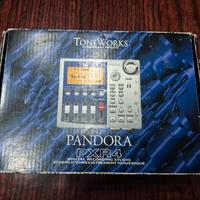 TONEWORKS
PANDORA
PXR4
DIGITAL RECORDING STUDIO
STUDIO D'ENREGISTREMENT NUMERIQUE